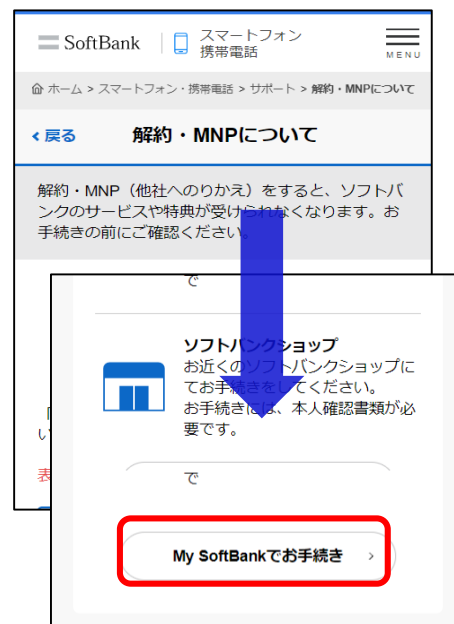 SoftBank
スマートフォン
携帯電話
MENU
ホーム > スマートフォン・携帯電話 > サポート > 解約・MNPについて
戻る
解約・MNPについて
解約・MNP（他社へのりかえ）をすると、ソフトバ
ンクのサービスや特典が受けられなくなります。お
手続きの前にご確認ください。
で
ソフトバンクショップ
お近くのソフトバンクショップに
てお手続きをしてください。
お手続きには、本人確認書類が必
要です。
「
い
表
で
My SoftBankでお手続き